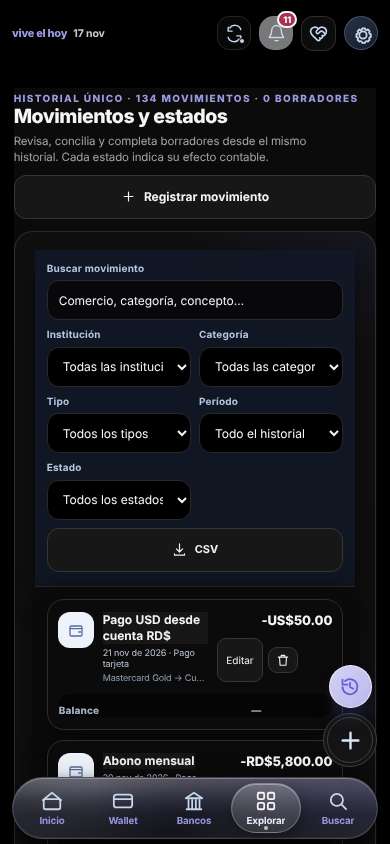 vive el hoy 17 nov
11
HISTORIAL ÚNICO · 134 MOVIMIENTOS · 0 BORRADORES
Movimientos y estados
Revisa, concilia y completa borradores desde el mismo
historial. Cada estado indica su efecto contable.
+ Registrar movimiento
Buscar movimiento
Comercio, categoría, concepto...
Institución Categoría
Todas las instituci Todas las categor
Tipo Período
Todos los tipos Todo el historial
Estado
Todos los estados
CSV
Pago USD desde
cuenta RD$
-US$50.00
21 nov de 2026 · Pago
tarjeta
Mastercard Gold → Cu...
Editar
Balance —
Abono mensual -RD$5,800.00
Inicio Wallet Bancos Explorar Buscar